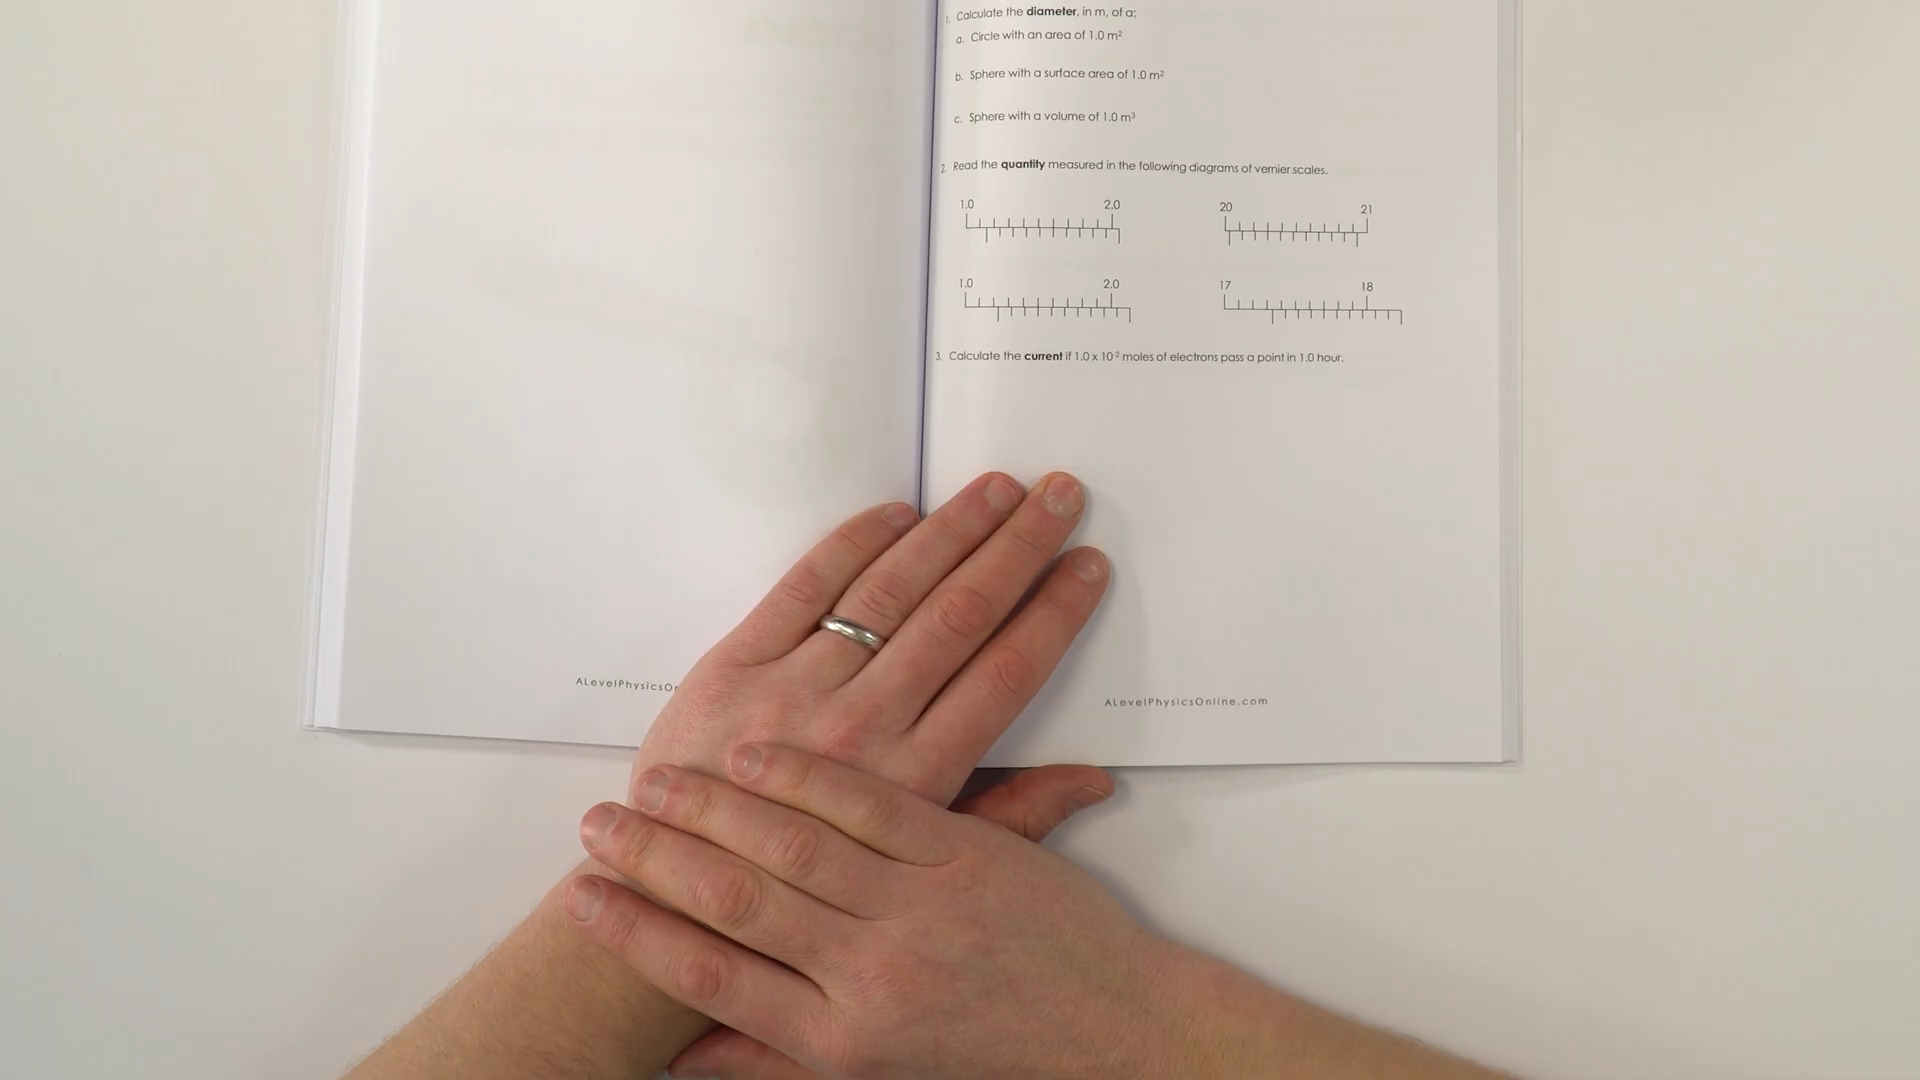 1. Calculate the diameter, in m, of a:
a. Circle with an area of 1.0 m²
b. Sphere with a surface area of 1.0 m²
c. Sphere with a volume of 1.0 m³
2. Read the quantity measured in the following diagrams of vernier scales.
1.0 2.0 20 21
1.0 2.0 17 18
3. Calculate the current if 1.0 x 10⁻² moles of electrons pass a point in 1.0 hour.
ALevelPhysicsOr
ALevelPhysicsOnline.com